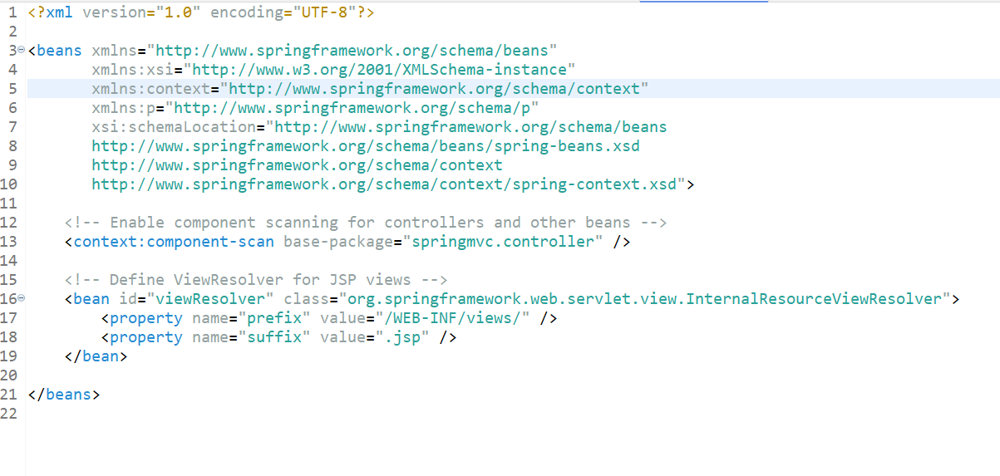 1 <?xml version="1.0" encoding="UTF-8"?>
2
3 <beans xmlns="http://www.springframework.org/schema/beans"
4        xmlns:xsi="http://www.w3.org/2001/XMLSchema-instance"
5        xmlns:context="http://www.springframework.org/schema/context"
6        xmlns:p="http://www.springframework.org/schema/p"
7        xsi:schemaLocation="http://www.springframework.org/schema/beans
8        http://www.springframework.org/schema/beans/spring-beans.xsd
9        http://www.springframework.org/schema/context
10        http://www.springframework.org/schema/context/spring-context.xsd">
11
12     <!-- Enable component scanning for controllers and other beans -->
13     <context:component-scan base-package="springmvc.controller" />
14
15     <!-- Define ViewResolver for JSP views -->
16     <bean id="viewResolver" class="org.springframework.web.servlet.view.InternalResourceViewResolver">
17         <property name="prefix" value="/WEB-INF/views/" />
18         <property name="suffix" value=".jsp" />
19     </bean>
20
21 </beans>
22